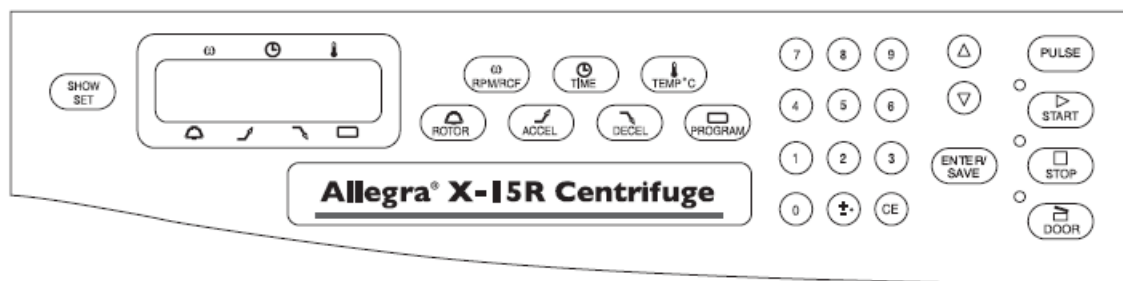 ω
SHOW
SET
ω
RPM/RCF
TIME
TEMP°C
ROTOR
ACCEL
DECEL
PROGRAM
Allegra® X-15R Centrifuge
7 8 9
4 5 6
1 2 3
0 ±· CE
ENTER/
SAVE
PULSE
START
STOP
DOOR